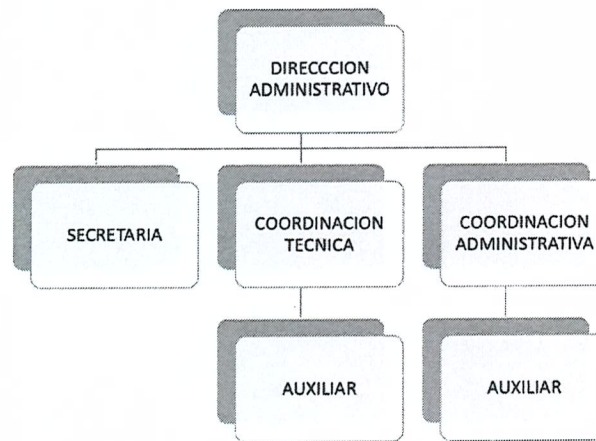 DIRECCCION
ADMINISTRATIVO
SECRETARIA
COORDINACION
TECNICA
COORDINACION
ADMINISTRATIVA
AUXILIAR
AUXILIAR